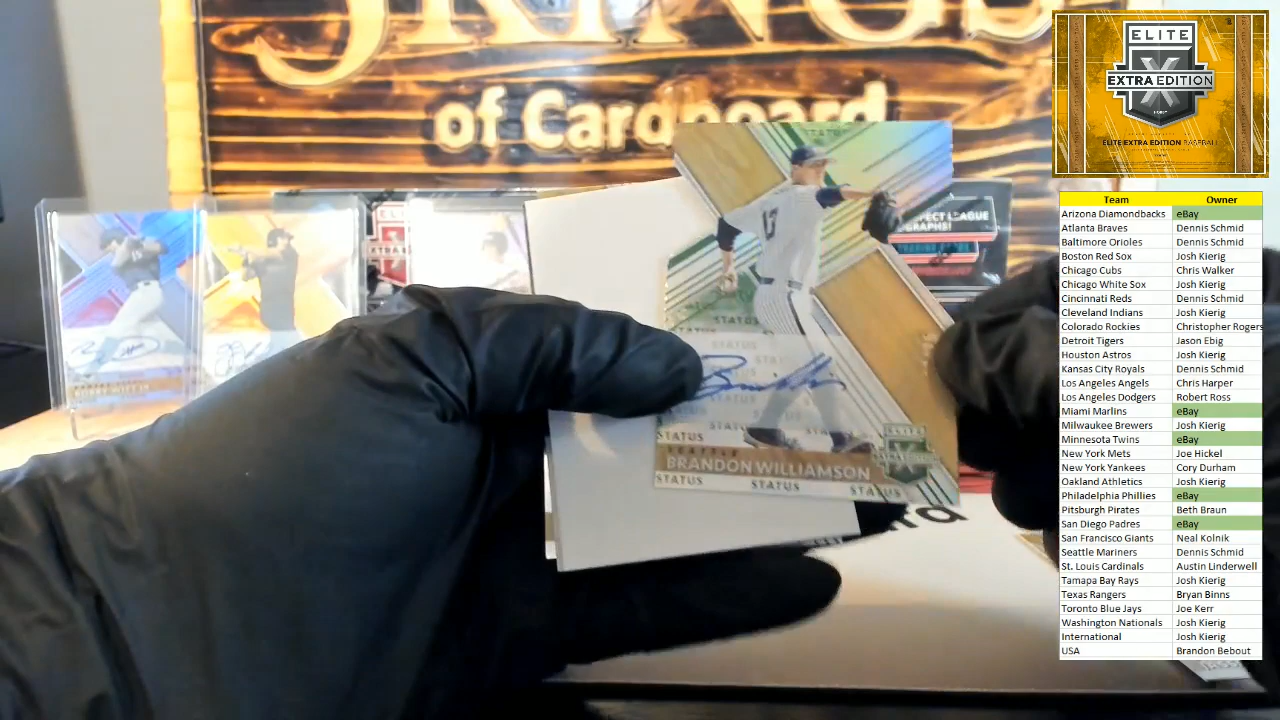 of Cardboard
ELITE
EXTRA EDITION
ELITE EXTRA EDITION BASEBALL
STATUS
13
STATUS
STATUS
STATUS
SEATTLE
BRANDON WILLIAMSON
STATUS STATUS STATUS
ELITE
EXTRA EDITION
Team Owner
Arizona Diamondbacks eBay
Atlanta Braves Dennis Schmid
Baltimore Orioles Dennis Schmid
Boston Red Sox Josh Kierig
Chicago Cubs Chris Walker
Chicago White Sox Josh Kierig
Cincinnati Reds Dennis Schmid
Cleveland Indians Josh Kierig
Colorado Rockies Christopher Rogers
Detroit Tigers Jason Ebig
Houston Astros Josh Kierig
Kansas City Royals Dennis Schmid
Los Angeles Angels Chris Harper
Los Angeles Dodgers Robert Ross
Miami Marlins eBay
Milwaukee Brewers Josh Kierig
Minnesota Twins eBay
New York Mets Joe Hickel
New York Yankees Cory Durham
Oakland Athletics Josh Kierig
Philadelphia Phillies eBay
Pittsburgh Pirates Beth Braun
San Diego Padres eBay
San Francisco Giants Neal Kolnik
Seattle Mariners Dennis Schmid
St. Louis Cardinals Austin Linderwell
Tamapa Bay Rays Josh Kierig
Texas Rangers Bryan Binns
Toronto Blue Jays Joe Kerr
Washington Nationals Josh Kierig
International Josh Kierig
USA Brandon Bebout